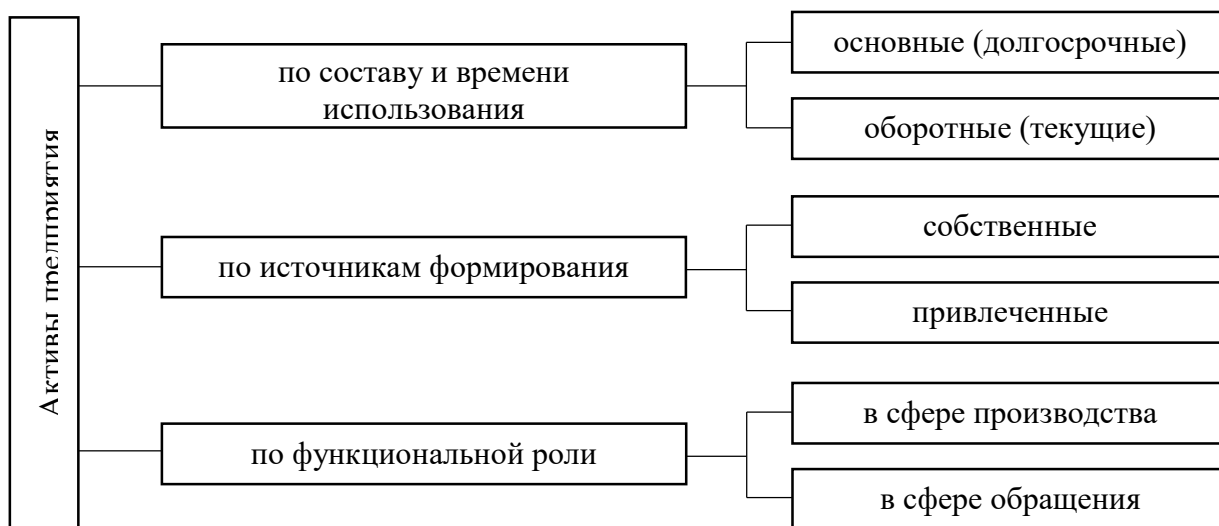 Активы предприятия
по составу и времени
использования
основные (долгосрочные)
оборотные (текущие)
по источникам формирования
собственные
привлеченные
по функциональной роли
в сфере производства
в сфере обращения